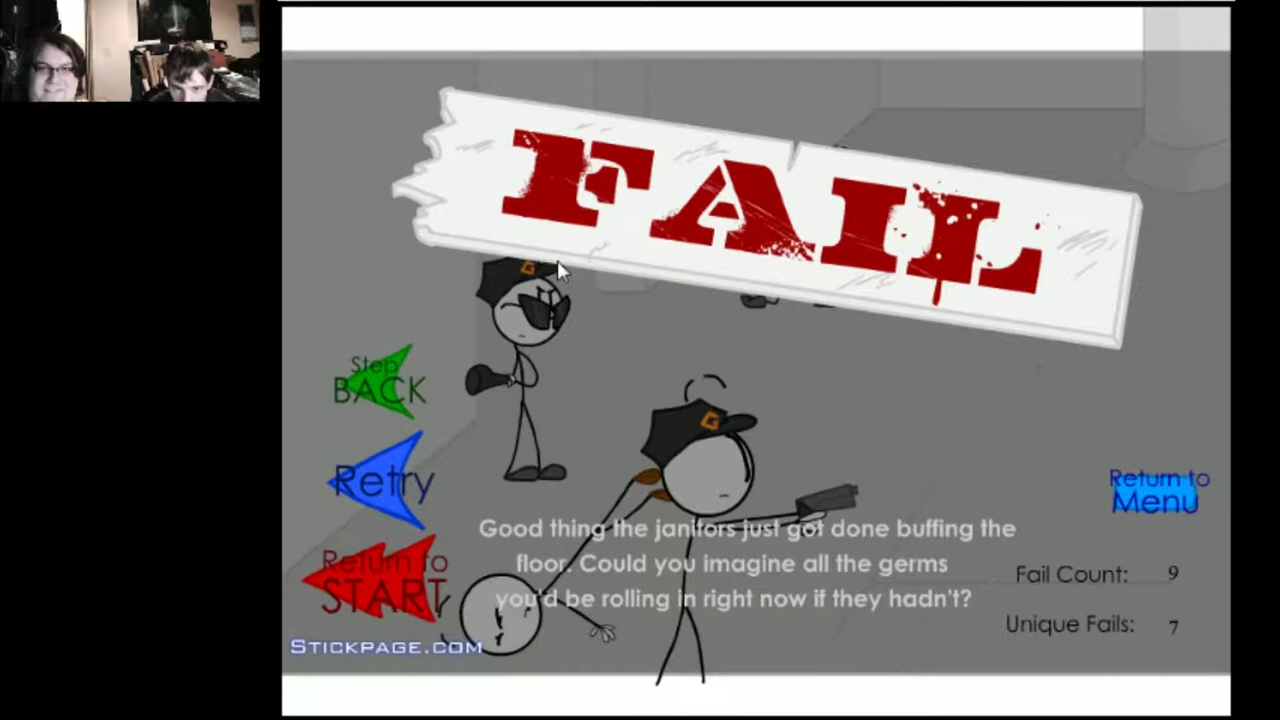 FAIL
G
G
Step
BACK
Retry
Return to
START
Return to
Menu
Good thing the janitors just got done buffing the
floor. Could you imagine all the germs
you'd be rolling in right now if they hadn't?
Fail Count: 9
Unique Fails: 7
STICKPAGE.COM